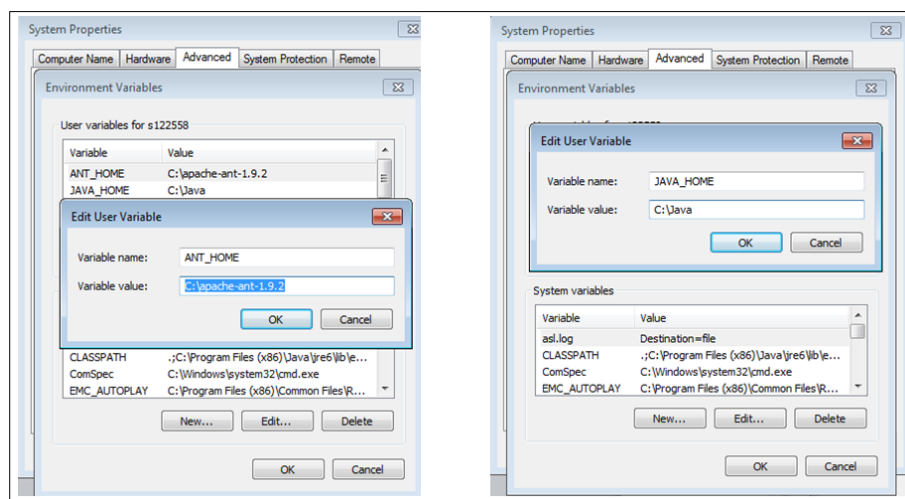 System Properties
Computer Name Hardware Advanced System Protection Remote
Environment Variables
User variables for s122558
Variable Value
ANT_HOME C:\apache-ant-1.9.2
JAVA_HOME C:\Java
Edit User Variable
Variable name: ANT_HOME
Variable value: C:\apache-ant-1.9.2
OK Cancel
CLASSPATH .;C:\Program Files (x86)\Java\jre6\lib\e...
ComSpec C:\Windows\system32\cmd.exe
EMC_AUTOPLAY C:\Program Files (x86)\Common Files\R...
New... Edit... Delete
OK Cancel
System Properties
Computer Name Hardware Advanced System Protection Remote
Environment Variables
Edit User Variable
Variable name: JAVA_HOME
Variable value: C:\Java
OK Cancel
System variables
Variable Value
asl.log Destination=file
CLASSPATH .;C:\Program Files (x86)\Java\jre6\lib\e...
ComSpec C:\Windows\system32\cmd.exe
EMC_AUTOPLAY C:\Program Files (x86)\Common Files\R...
New... Edit... Delete
OK Cancel